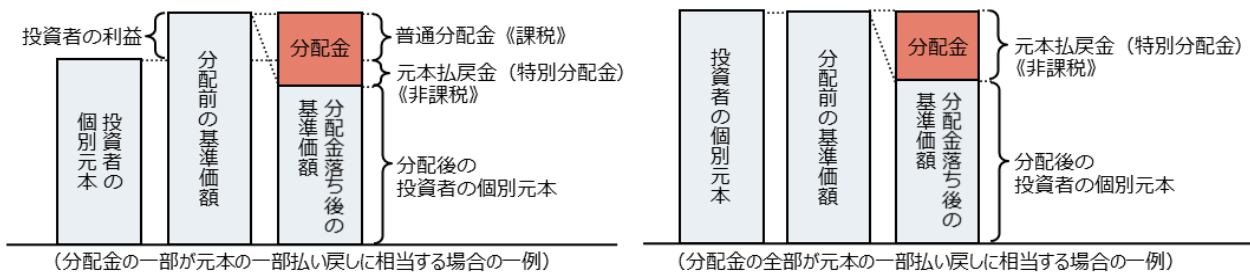 投資者の利益
投資者の
個別元本
分配前の基準価額
分配金
分配金落ち後の
基準価額
普通分配金《課税》
元本払戻金（特別分配金）
《非課税》
分配後の
投資者の個別元本
（分配金の一部が元本の一部払い戻しに相当する場合の一例）
投資者の個別元本
分配前の基準価額
分配金
分配金落ち後の
基準価額
元本払戻金（特別分配金）
《非課税》
分配後の
投資者の個別元本
（分配金の全部が元本の一部払い戻しに相当する場合の一例）